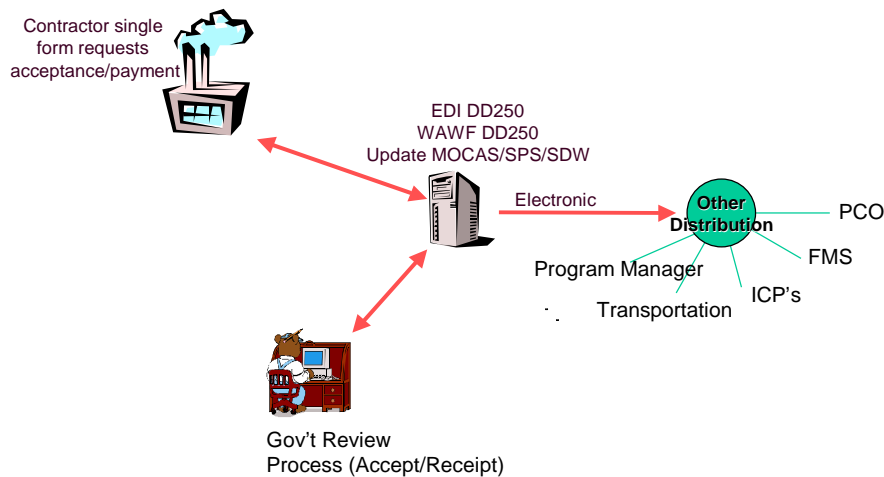 Contractor single
form requests
acceptance/payment
EDI DD250
WAWF DD250
Update MOCAS/SPS/SDW
Electronic
Other
Distribution
PCO
FMS
ICP's
Program Manager
Transportation
Gov't Review
Process (Accept/Receipt)